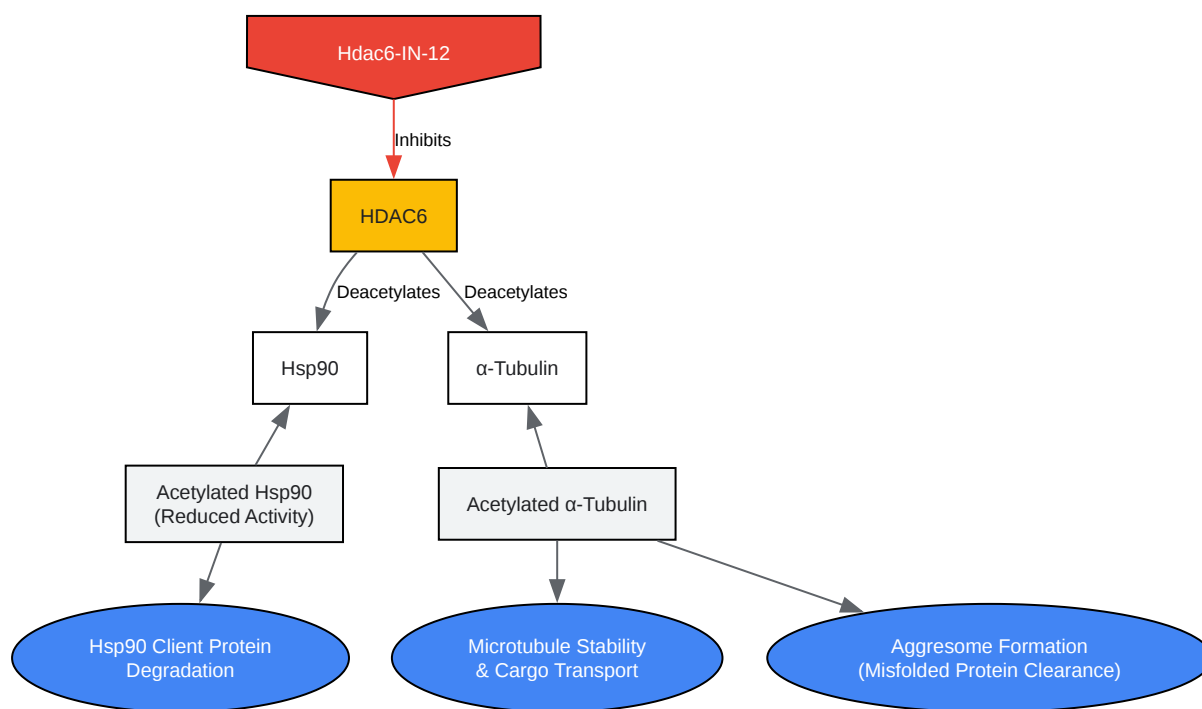 Hdac6-IN-12
Inhibits
HDAC6
Deacetylates
Deacetylates
Hsp90
α-Tubulin
Acetylated Hsp90
(Reduced Activity)
Acetylated α-Tubulin
Hsp90 Client Protein
Degradation
Microtubule Stability
& Cargo Transport
Aggresome Formation
(Misfolded Protein Clearance)